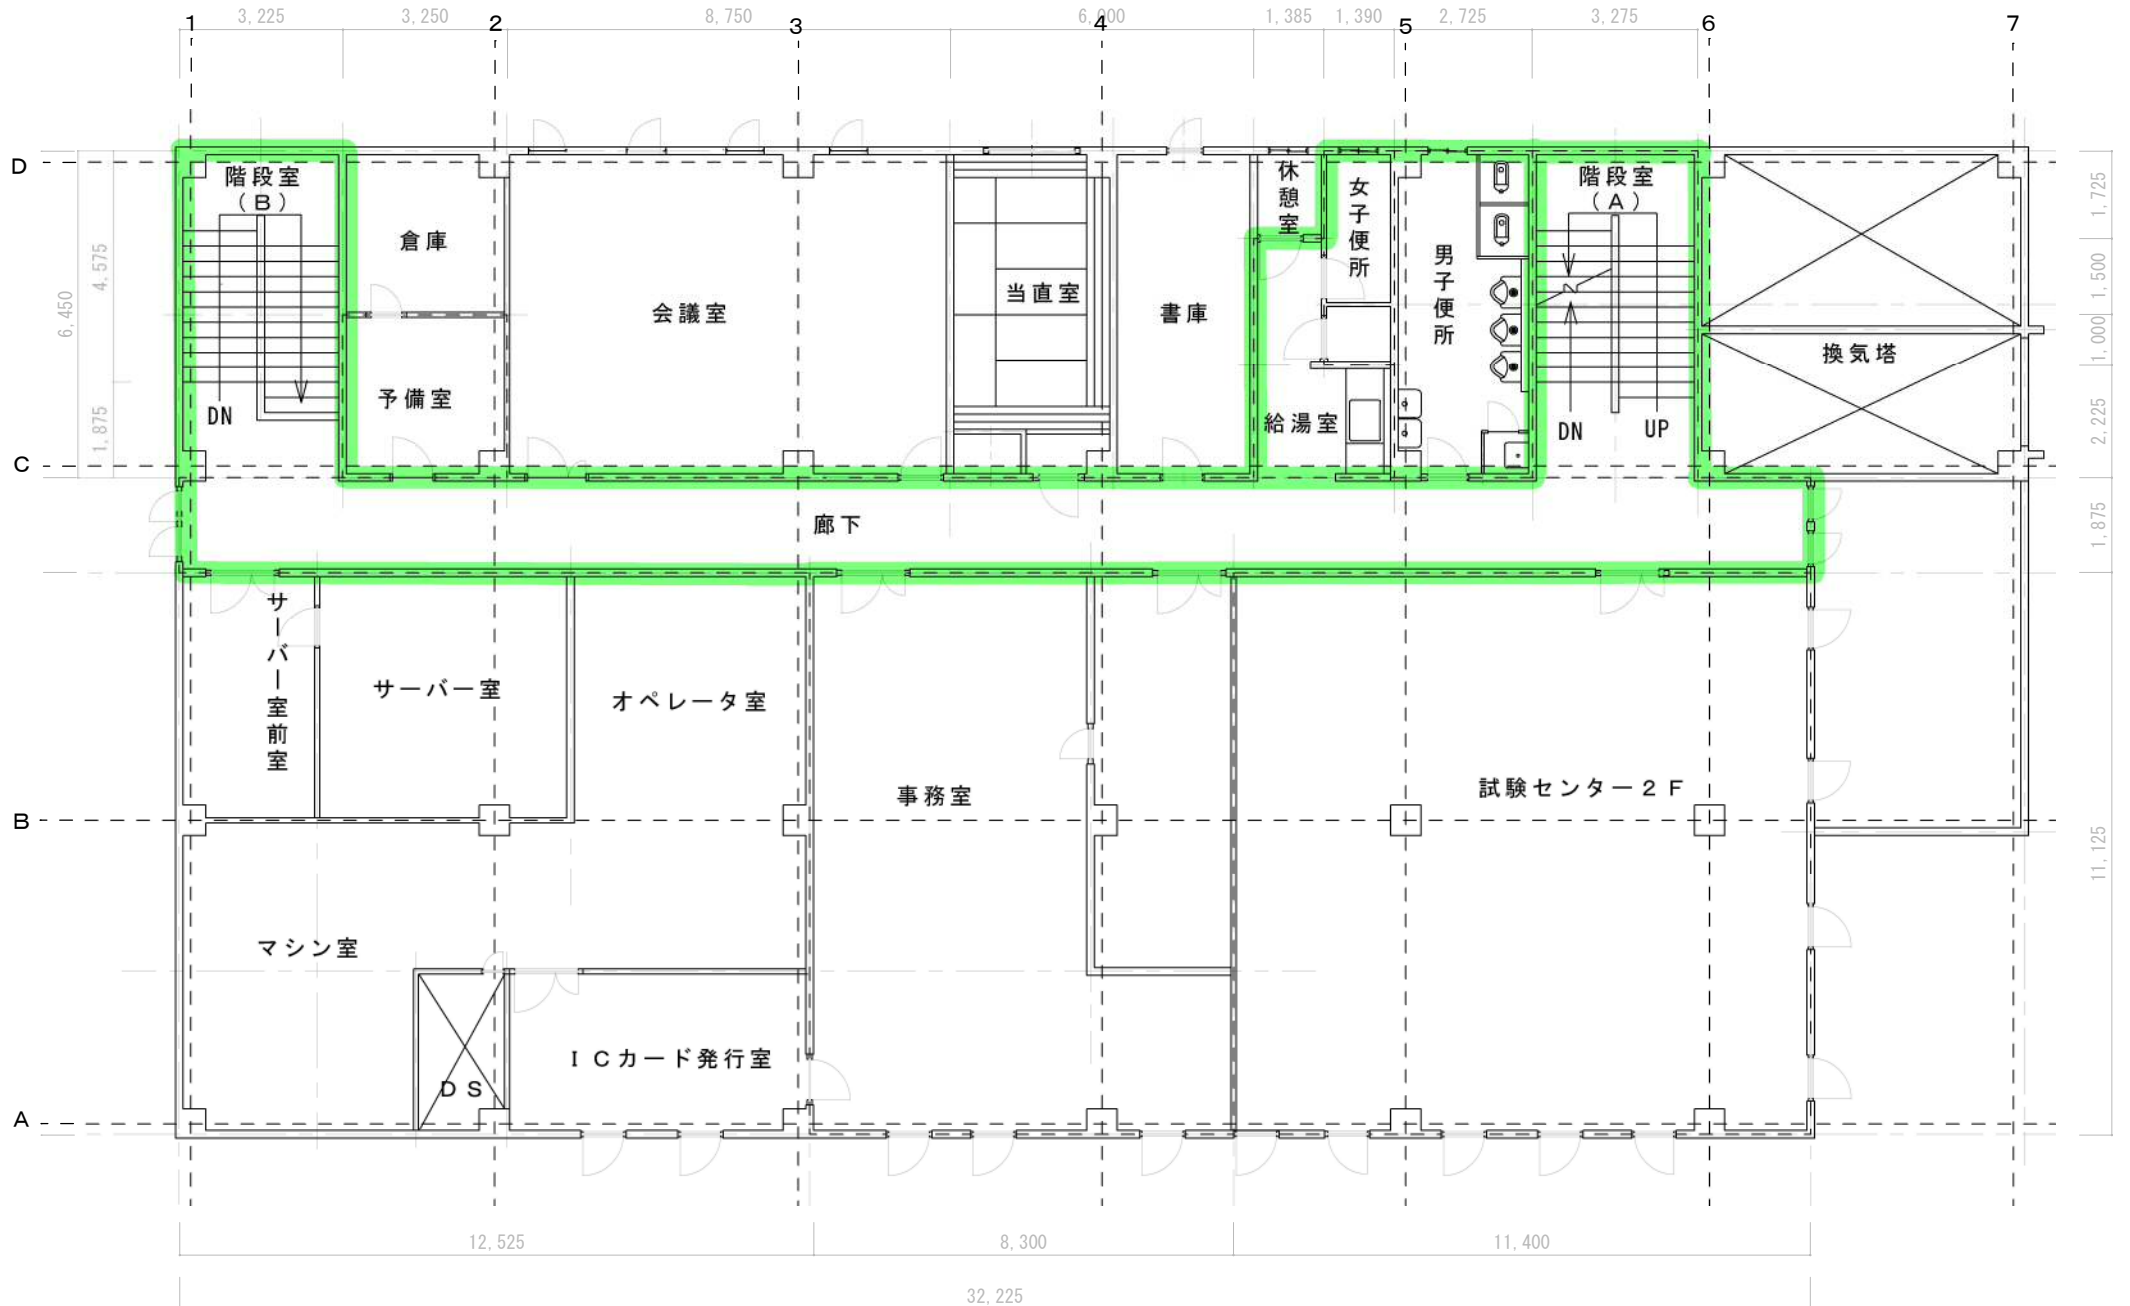 3,225
3,250
8,750
6,000
1,385
1,390
2,725
3,275
1
2
3
4
5
6
7
D
C
B
A
6,450
4,575
1,875
1,725
1,500
1,000
2,225
1,875
11,125
階段室
(B)
DN
倉庫
予備室
会議室
当直室
書庫
休憩室
女子便所
男子便所
給湯室
階段室
(A)
DN
UP
換気塔
廊下
サーバー室前室
サーバー室
オペレータ室
事務室
試験センター2F
マシン室
DS
ICカード発行室
12,525
8,300
11,400
32,225